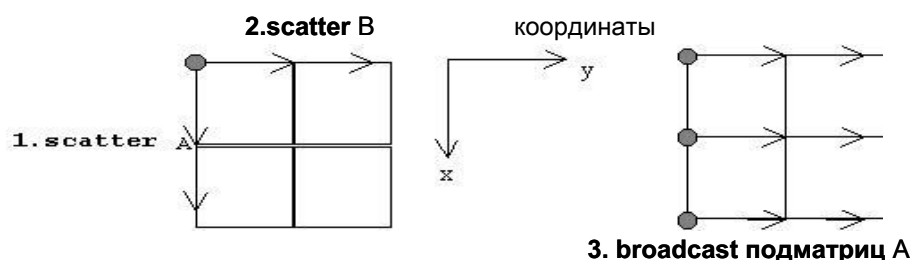 2.scatter B
координаты
y
1.scatter A
x
3. broadcast подматриц A